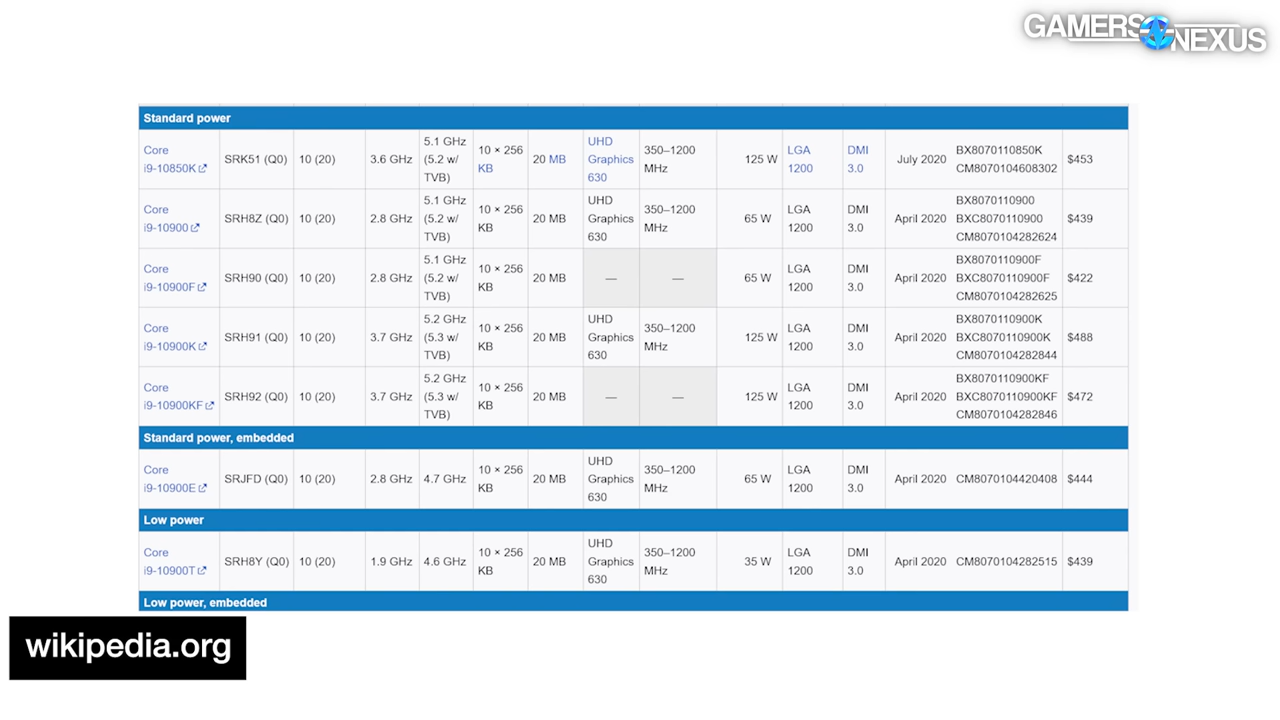 GAMERS NEXUS
Standard power
Core i9-10850K SRK51 (Q0) 10 (20) 3.6 GHz 5.1 GHz (5.2 w/ TVB) 10 × 256 KB 20 MB UHD Graphics 630 350–1200 MHz 125 W LGA 1200 DMI 3.0 July 2020 BX8070110850K CM8070104608302 $453
Core i9-10900 SRH8Z (Q0) 10 (20) 2.8 GHz 5.1 GHz (5.2 w/ TVB) 10 × 256 KB 20 MB UHD Graphics 630 350–1200 MHz 65 W LGA 1200 DMI 3.0 April 2020 BX8070110900 BXC8070110900 CM8070104282624 $439
Core i9-10900F SRH90 (Q0) 10 (20) 2.8 GHz 5.1 GHz (5.2 w/ TVB) 10 × 256 KB 20 MB — — 65 W LGA 1200 DMI 3.0 April 2020 BX8070110900F BXC8070110900F CM8070104282625 $422
Core i9-10900K SRH91 (Q0) 10 (20) 3.7 GHz 5.2 GHz (5.3 w/ TVB) 10 × 256 KB 20 MB UHD Graphics 630 350–1200 MHz 125 W LGA 1200 DMI 3.0 April 2020 BX8070110900K BXC8070110900K CM8070104282844 $488
Core i9-10900KF SRH92 (Q0) 10 (20) 3.7 GHz 5.2 GHz (5.3 w/ TVB) 10 × 256 KB 20 MB — — 125 W LGA 1200 DMI 3.0 April 2020 BX8070110900KF BXC8070110900KF CM8070104282846 $472
Standard power, embedded
Core i9-10900E SRJFD (Q0) 10 (20) 2.8 GHz 4.7 GHz 10 × 256 KB 20 MB UHD Graphics 630 350–1200 MHz 65 W LGA 1200 DMI 3.0 April 2020 CM8070104420408 $444
Low power
Core i9-10900T SRH8Y (Q0) 10 (20) 1.9 GHz 4.6 GHz 10 × 256 KB 20 MB UHD Graphics 630 350–1200 MHz 35 W LGA 1200 DMI 3.0 April 2020 CM8070104282515 $439
Low power, embedded
wikipedia.org